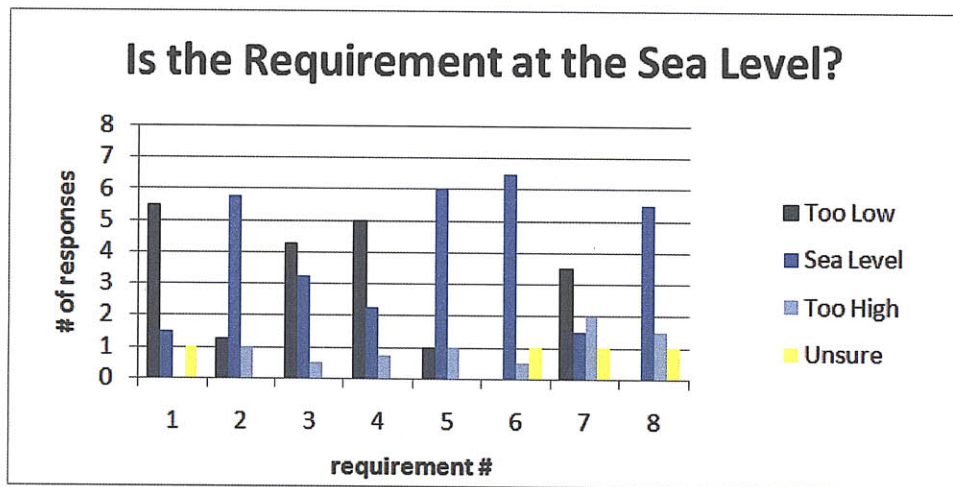 Is the Requirement at the Sea Level?
# of responses
8
7
6
5
4
3
2
1
0
1 2 3 4 5 6 7 8
requirement #
Too Low
Sea Level
Too High
Unsure